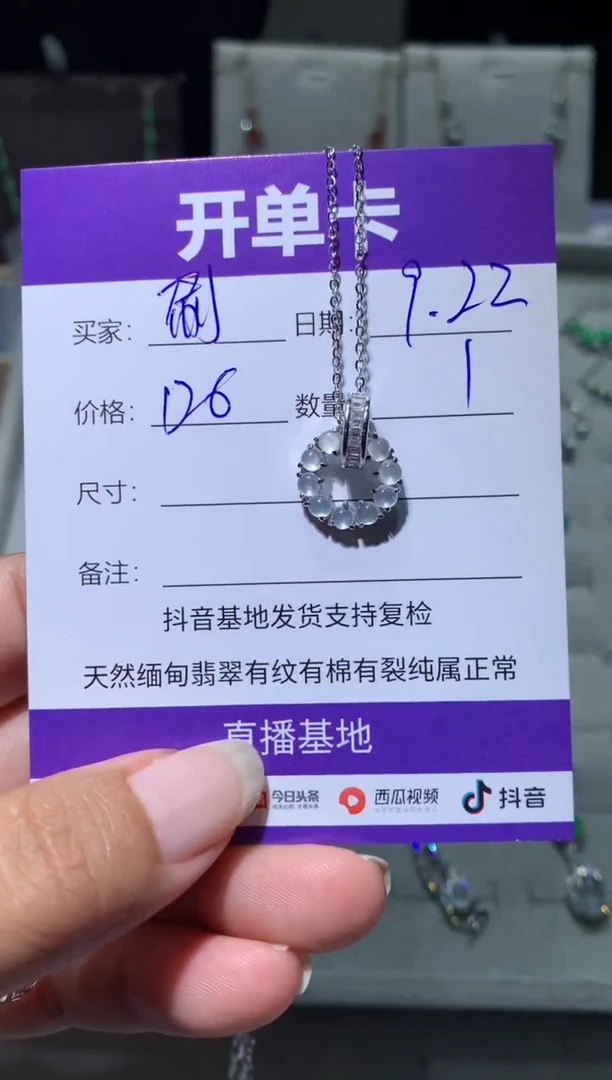 开单卡
买家： 日期： 9.22
价格： D6 数量 1
尺寸：
备注：
抖音基地发货支持复检
天然缅甸翡翠有纹有棉有裂纯属正常
直播基地
今日头条 西瓜视频 抖音